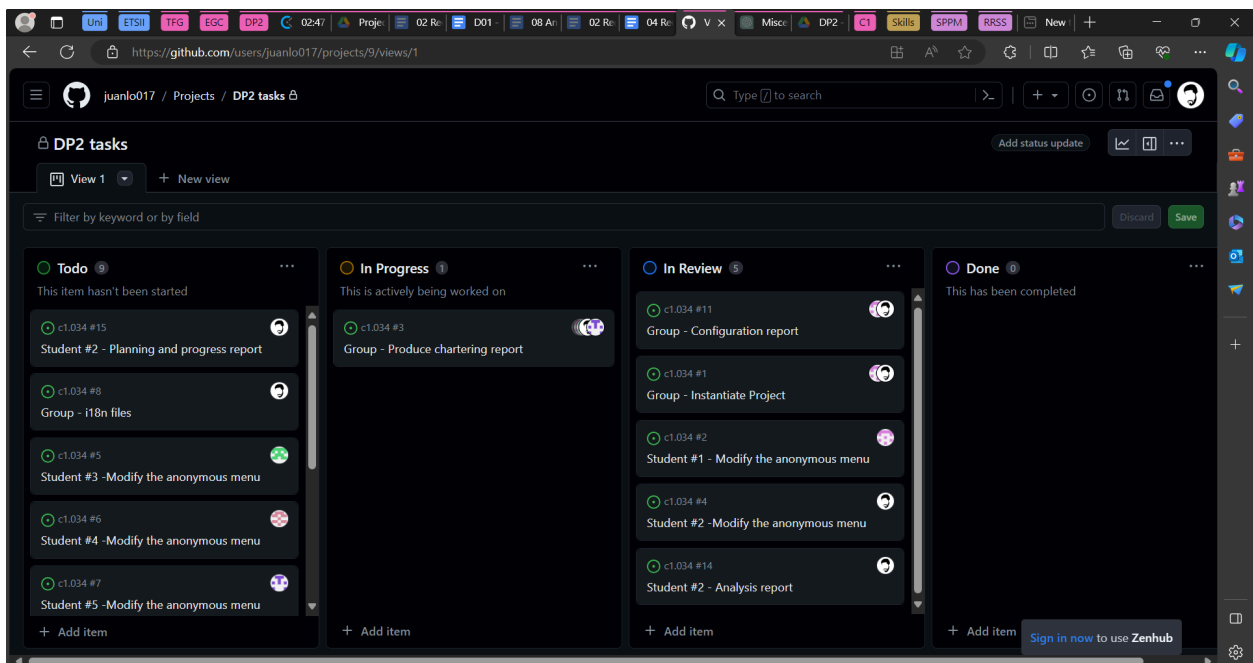 Uni
ETSII
TFG
EGC
DP2
02:47
Proje
02 Re
D01 -
08 An
02 Re
04 Re
V
Misce
DP2 -
C1
Skills
SPPM
RRSS
New
https://github.com/users/juanlo017/projects/9/views/1
juanlo017 / Projects / DP2 tasks
Type / to search
DP2 tasks
Add status update
View 1
New view
Filter by keyword or by field
Discard
Save
Todo 9
This item hasn't been started
c1.034 #15
Student #2 - Planning and progress report
c1.034 #8
Group - i18n files
c1.034 #5
Student #3 -Modify the anonymous menu
c1.034 #6
Student #4 -Modify the anonymous menu
c1.034 #7
Student #5 -Modify the anonymous menu
+ Add item
In Progress 1
This is actively being worked on
c1.034 #3
Group - Produce chartering report
+ Add item
In Review 5
c1.034 #11
Group - Configuration report
c1.034 #1
Group - Instantiate Project
c1.034 #2
Student #1 - Modify the anonymous menu
c1.034 #4
Student #2 -Modify the anonymous menu
c1.034 #14
Student #2 - Analysis report
+ Add item
Done 0
This has been completed
+ Add item
Sign in now to use Zenhub